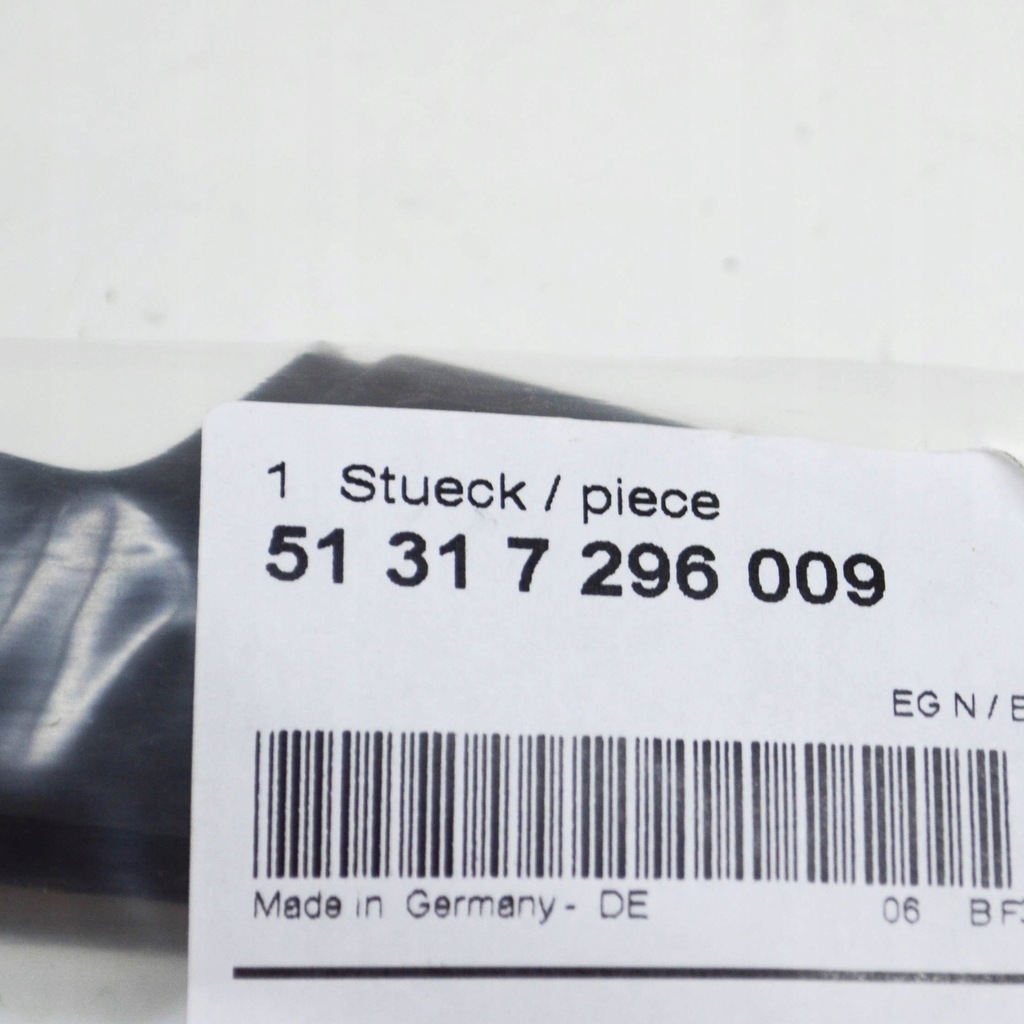 1 Stueck / piece
51 31 7 296 009
EG N /
Made in Germany - DE 06 B F